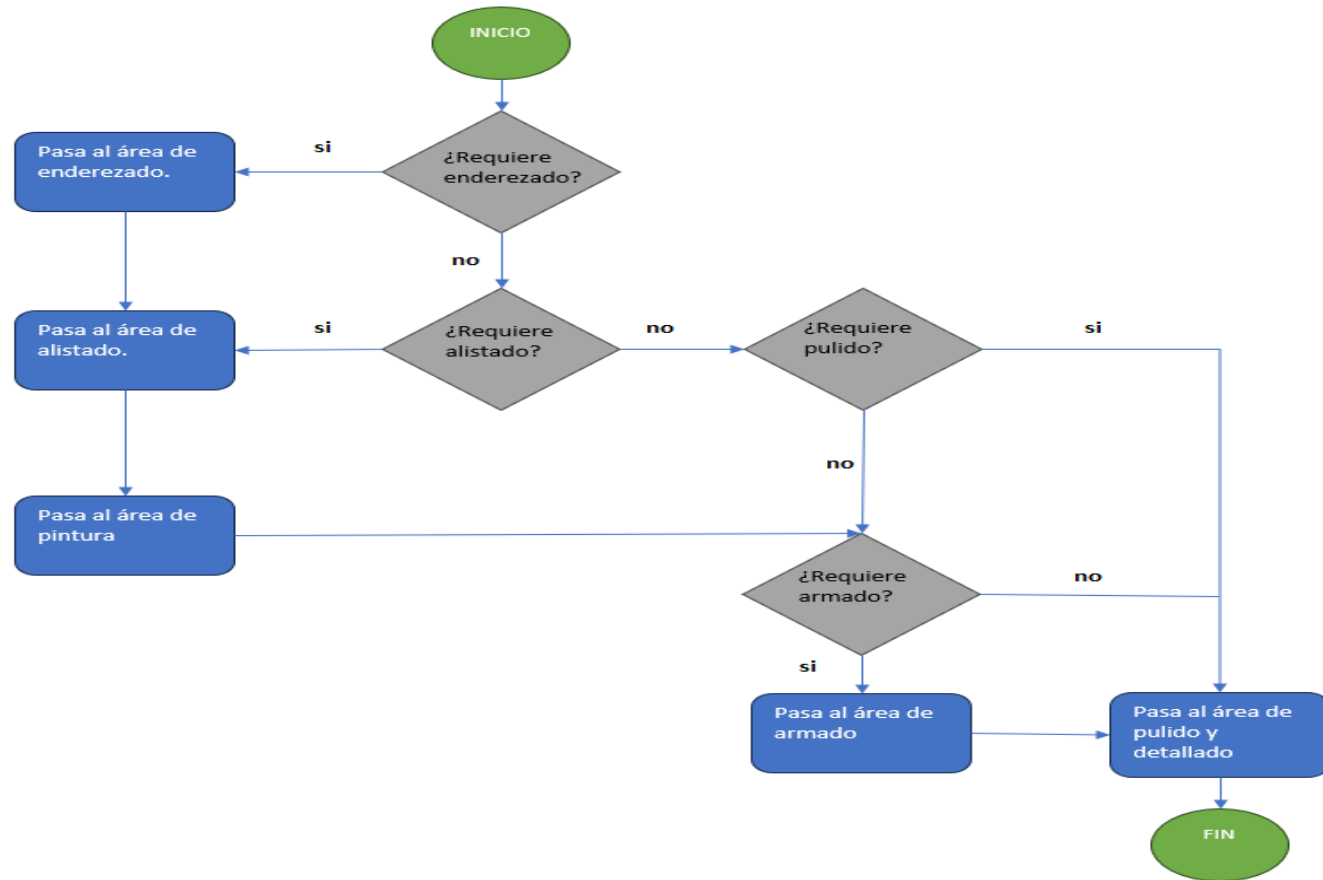 INICIO
¿Requiere
enderezado?
si
Pasa al área de
enderezado.
no
¿Requiere
alistado?
si
Pasa al área de
alistado.
no
¿Requiere
pulido?
si
no
Pasa al área de
pintura
¿Requiere
armado?
no
si
Pasa al área de
armado
Pasa al área de
pulido y
detallado
FIN